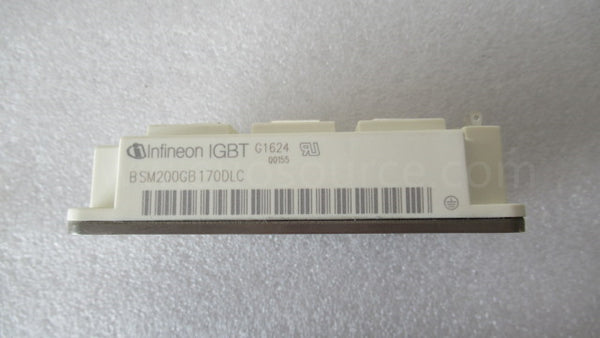 Infineon IGBT G1624
00155
BSM200GB170DLC